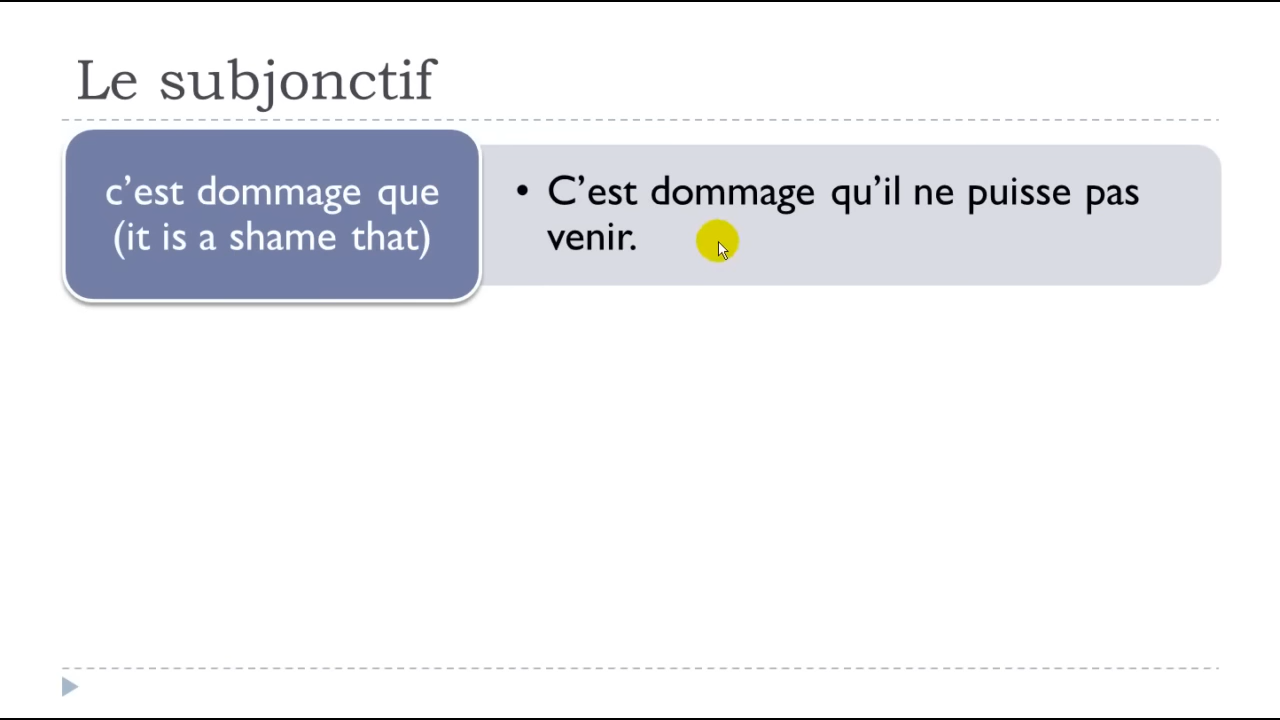 Le subjonctif
c’est dommage que
(it is a shame that)
• C’est dommage qu’il ne puisse pas
venir.